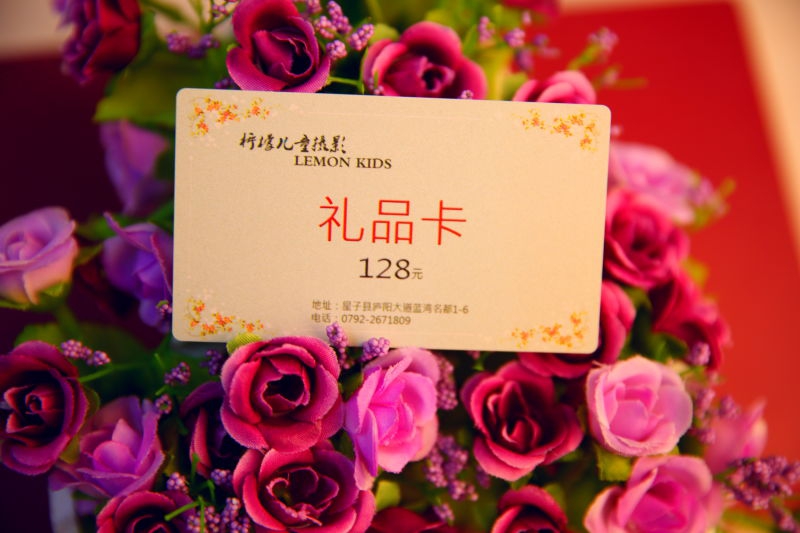 柠檬儿童摄影
LEMON KIDS
礼品卡
128元
地址：星子县庐阳大道蓝湾名都1-6
电话：0792-2671809